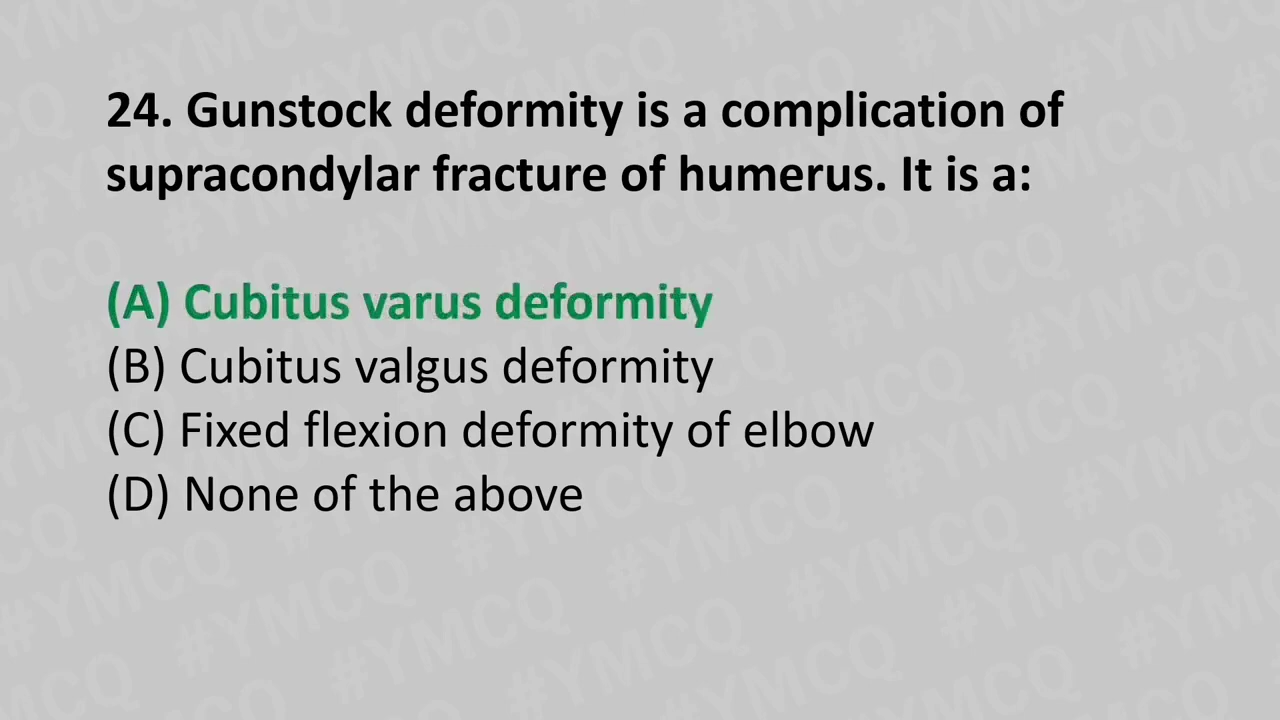 24. Gunstock deformity is a complication of
supracondylar fracture of humerus. It is a:
(A) Cubitus varus deformity
(B) Cubitus valgus deformity
(C) Fixed flexion deformity of elbow
(D) None of the above
#YMCQ